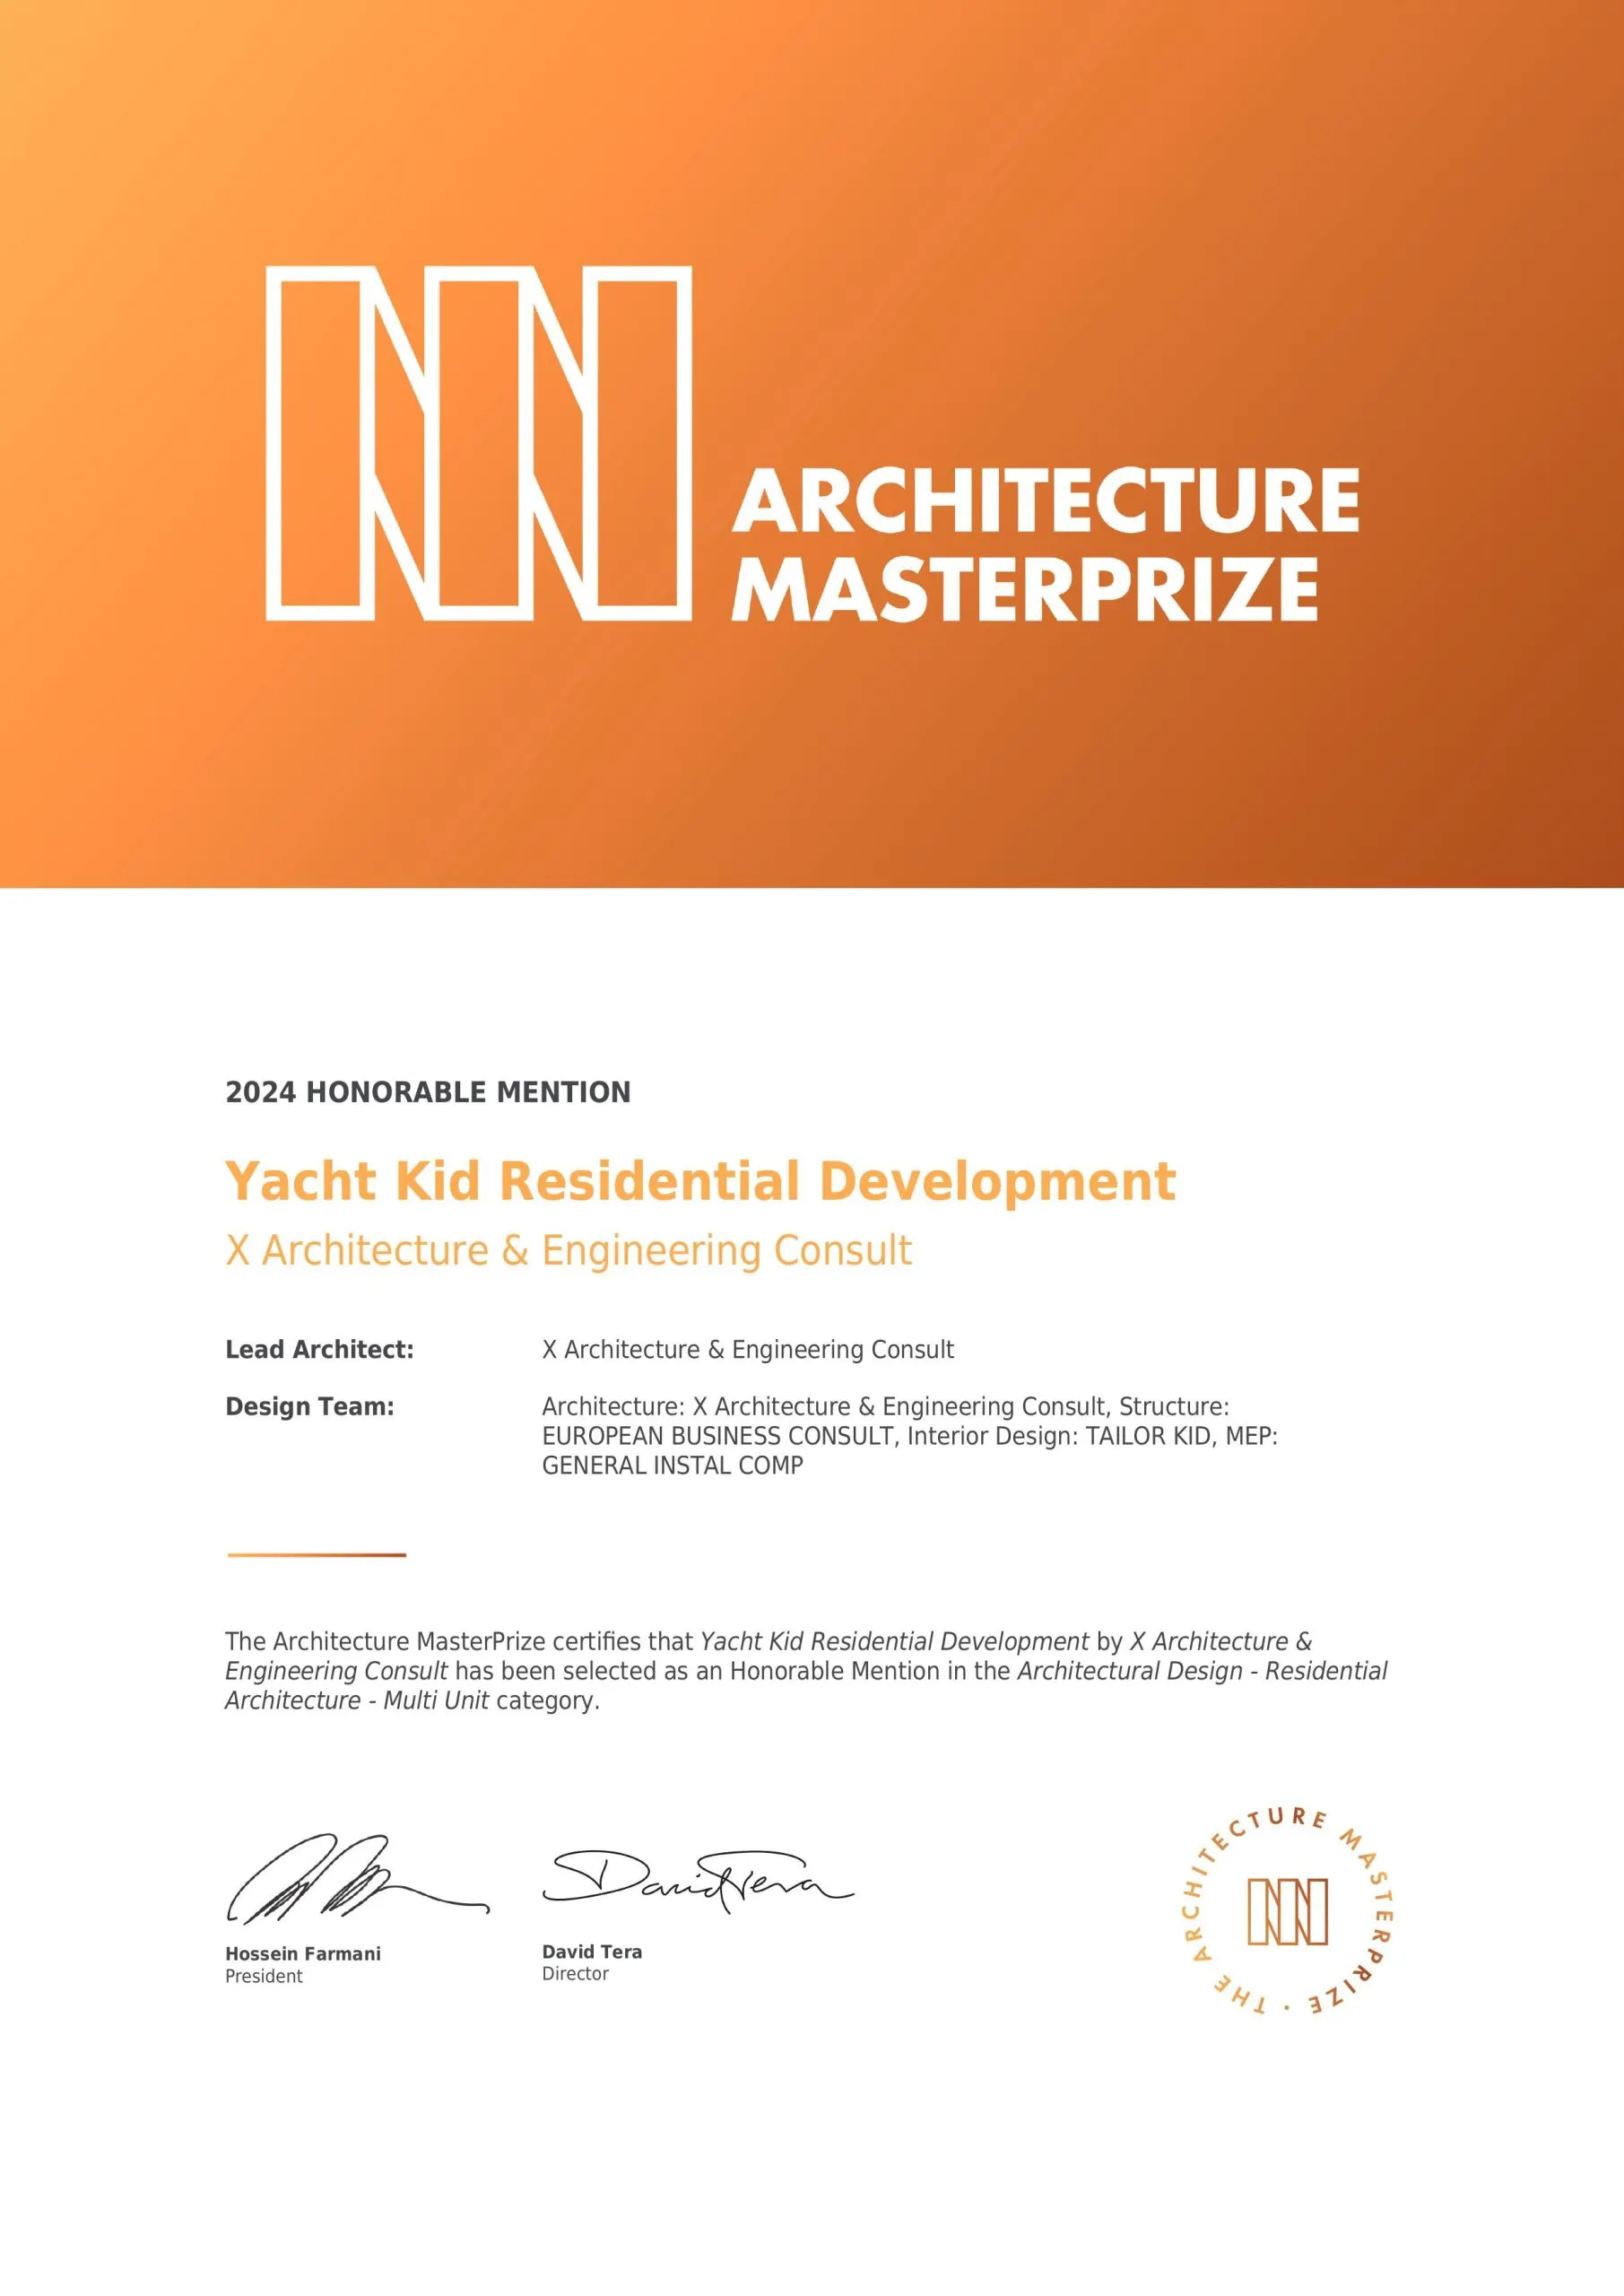 ARCHITECTURE
MASTERPRIZE
2024 HONORABLE MENTION
Yacht Kid Residential Development
X Architecture & Engineering Consult
Lead Architect: X Architecture & Engineering Consult
Design Team: Architecture: X Architecture & Engineering Consult, Structure:
EUROPEAN BUSINESS CONSULT, Interior Design: TAILOR KID, MEP:
GENERAL INSTAL COMP
The Architecture MasterPrize certifies that Yacht Kid Residential Development by X Architecture &
Engineering Consult has been selected as an Honorable Mention in the Architectural Design - Residential
Architecture - Multi Unit category.
David Tera
Hossein Farmani
President
David Tera
Director
THE ARCHITECTURE MASTERPRIZE ·